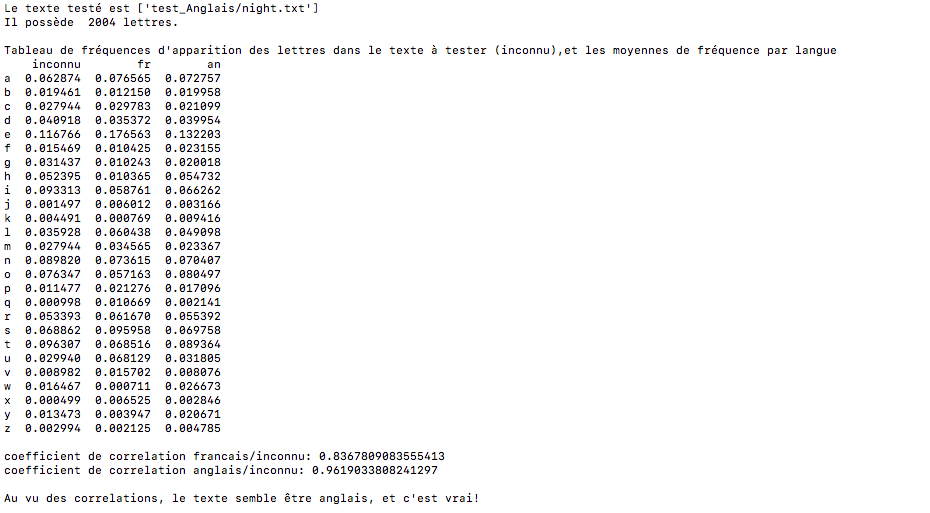 Le texte testé est ['test_Anglais/night.txt']
Il possède  2004 lettres.

Tableau de fréquences d'apparition des lettres dans le texte à tester (inconnu),et les moyennes de fréquence par langue
    inconnu        fr        an
a  0.062874  0.076565  0.072757
b  0.019461  0.012150  0.019958
c  0.027944  0.029783  0.021099
d  0.040918  0.035372  0.039954
e  0.116766  0.176563  0.132203
f  0.015469  0.010425  0.023155
g  0.031437  0.010243  0.020018
h  0.052395  0.010365  0.054732
i  0.093313  0.058761  0.066262
j  0.001497  0.006012  0.003166
k  0.004491  0.000769  0.009416
l  0.035928  0.060438  0.049098
m  0.027944  0.034565  0.023367
n  0.089820  0.073615  0.070407
o  0.076347  0.057163  0.080497
p  0.011477  0.021276  0.017096
q  0.000998  0.010669  0.002141
r  0.053393  0.061670  0.055392
s  0.068862  0.095958  0.069758
t  0.096307  0.068516  0.089364
u  0.029940  0.068129  0.031805
v  0.008982  0.015702  0.008076
w  0.016467  0.000711  0.026673
x  0.000499  0.006525  0.002846
y  0.013473  0.003947  0.020671
z  0.002994  0.002125  0.004785

coefficient de correlation francais/inconnu: 0.8367809083555413
coefficient de correlation anglais/inconnu: 0.9619033808241297

Au vu des correlations, le texte semble être anglais, et c'est vrai!